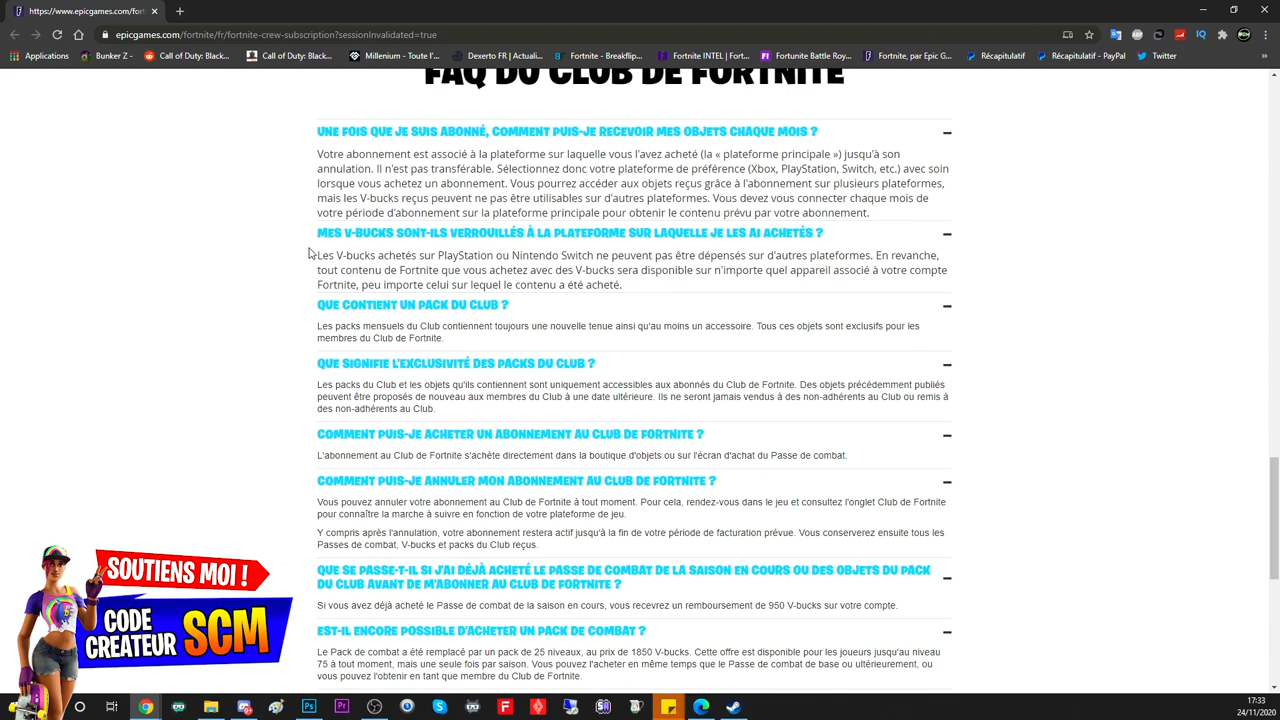 https://www.epicgames.com/fortn
epicgames.com/fortnite/fr/fortnite-crew-subscription?sessionInvalidated=true
Applications
Bunker Z -
Call of Duty: Black...
Call of Duty: Black...
Millenium - Toute l'...
Dexerto FR | Actuali...
Fortnite - Breakflip...
Fortnite INTEL | Fort...
Fortunite Battle Roy...
Fortnite, par Epic G...
Récapitulatif
Récapitulatif - PayPal
Twitter
FAQ DU CLUB DE FORTNITE
UNE FOIS QUE JE SUIS ABONNÉ, COMMENT PUIS-JE RECEVOIR MES OBJETS CHAQUE MOIS ?
Votre abonnement est associé à la plateforme sur laquelle vous l'avez acheté (la « plateforme principale ») jusqu'à son
annulation. Il n'est pas transférable. Sélectionnez donc votre plateforme de préférence (Xbox, PlayStation, Switch, etc.) avec soin
lorsque vous achetez un abonnement. Vous pourrez accéder aux objets reçus grâce à l'abonnement sur plusieurs plateformes,
mais les V-bucks reçus peuvent ne pas être utilisables sur d'autres plateformes. Vous devez vous connecter chaque mois de
votre période d'abonnement sur la plateforme principale pour obtenir le contenu prévu par votre abonnement.
MES V-BUCKS SONT-ILS VERROUILLÉS À LA PLATEFORME SUR LAQUELLE JE LES AI ACHETÉS ?
Les V-bucks achetés sur PlayStation ou Nintendo Switch ne peuvent pas être dépensés sur d'autres plateformes. En revanche,
tout contenu de Fortnite que vous achetez avec des V-bucks sera disponible sur n'importe quel appareil associé à votre compte
Fortnite, peu importe celui sur lequel le contenu a été acheté.
QUE CONTIENT UN PACK DU CLUB ?
Les packs mensuels du Club contiennent toujours une nouvelle tenue ainsi qu'au moins un accessoire. Tous ces objets sont exclusifs pour les
membres du Club de Fortnite.
QUE SIGNIFIE L'EXCLUSIVITÉ DES PACKS DU CLUB ?
Les packs du Club et les objets qu'ils contiennent sont uniquement accessibles aux abonnés du Club de Fortnite. Des objets précédemment publiés
peuvent être proposés de nouveau aux membres du Club à une date ultérieure. Ils ne seront jamais vendus à des non-adhérents au Club ou remis à
des non-adhérents au Club.
COMMENT PUIS-JE ACHETER UN ABONNEMENT AU CLUB DE FORTNITE ?
L'abonnement au Club de Fortnite s'achète directement dans la boutique d'objets ou sur l'écran d'achat du Passe de combat.
COMMENT PUIS-JE ANNULER MON ABONNEMENT AU CLUB DE FORTNITE ?
Vous pouvez annuler votre abonnement au Club de Fortnite à tout moment. Pour cela, rendez-vous dans le jeu et consultez l'onglet Club de Fortnite
pour connaître la marche à suivre en fonction de votre plateforme de jeu.
Y compris après l'annulation, votre abonnement restera actif jusqu'à la fin de votre période de facturation prévue. Vous conserverez ensuite tous les
Passes de combat, V-bucks et packs du Club reçus.
QUE SE PASSE-T-IL SI J'AI DÉJÀ ACHETÉ LE PASSE DE COMBAT DE LA SAISON EN COURS OU DES OBJETS DU PACK
DU CLUB AVANT DE M'ABONNER AU CLUB DE FORTNITE ?
Si vous avez déjà acheté le Passe de combat de la saison en cours, vous recevrez un remboursement de 950 V-bucks sur votre compte.
EST-IL ENCORE POSSIBLE D'ACHETER UN PACK DE COMBAT ?
Le Pack de combat a été remplacé par un pack de 25 niveaux, au prix de 1850 V-bucks. Cette offre est disponible pour les joueurs jusqu'au niveau
75 à tout moment, mais une seule fois par saison. Vous pouvez l'acheter en même temps que le Passe de combat de base ou ultérieurement, ou
vous pouvez l'obtenir en tant que membre du Club de Fortnite.
SOUTIENS MOI !
CODE
CREATEUR SCM
17:33
24/11/2020